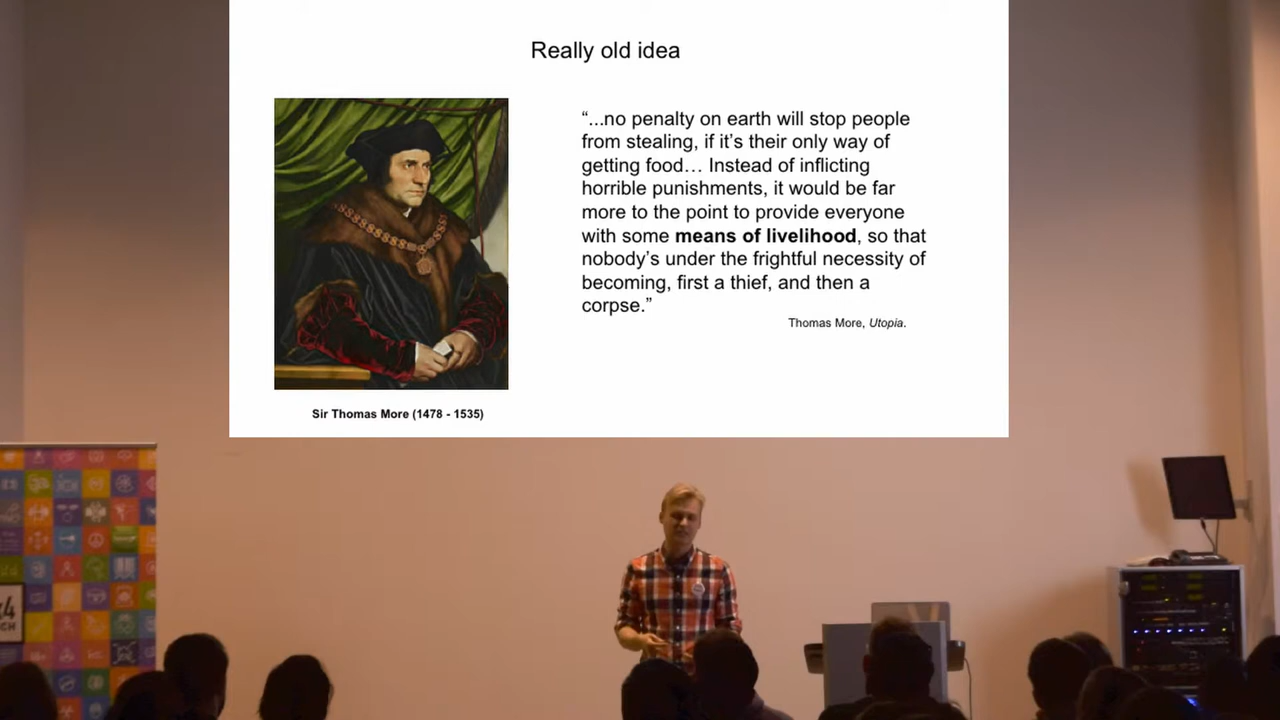 Really old idea
“...no penalty on earth will stop people
from stealing, if it’s their only way of
getting food… Instead of inflicting
horrible punishments, it would be far
more to the point to provide everyone
with some means of livelihood, so that
nobody’s under the frightful necessity of
becoming, first a thief, and then a
corpse.”
Thomas More, Utopia.
Sir Thomas More (1478 - 1535)